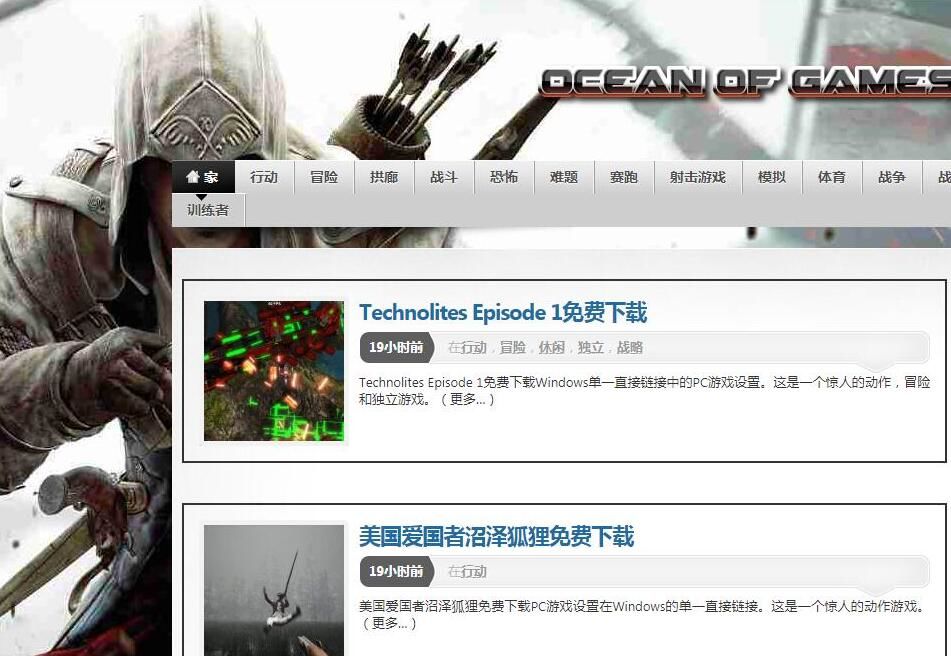 OCEAN OF GAMES
家 行动 冒险 拱廊 战斗 恐怖 难题 赛跑 射击游戏 模拟 体育 战争 战
训练者
Technolites Episode 1免费下载
19小时前 在行动，冒险，休闲，独立，战略
Technolites Episode 1免费下载Windows单一直接链接中的PC游戏设置。这是一个惊人的动作，冒险
和独立游戏。（更多…）
美国爱国者沼泽狐狸免费下载
19小时前 在行动
美国爱国者沼泽狐狸免费下载PC游戏设置在Windows的单一直接链接。这是一个惊人的动作游戏。
（更多…）